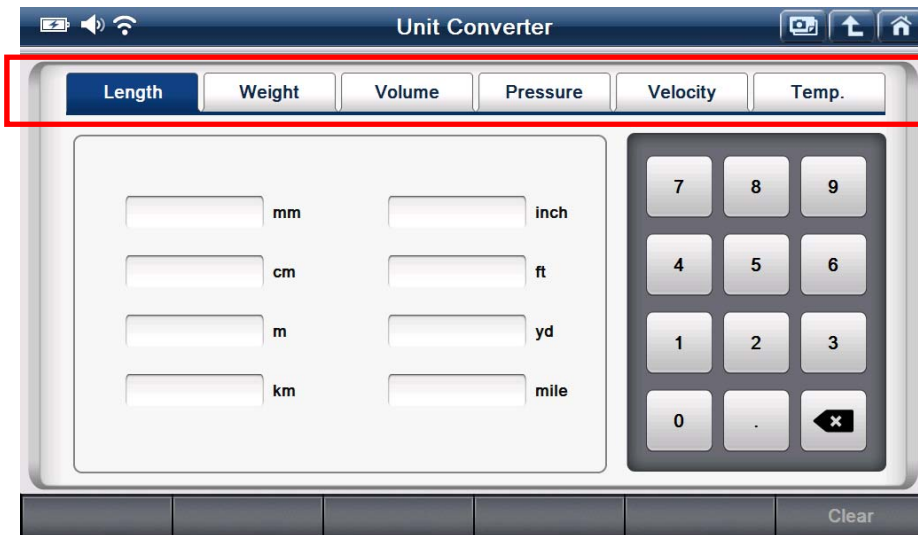 Unit Converter
Length Weight Volume Pressure Velocity Temp.
mm inch 7 8 9
cm ft 4 5 6
m yd 1 2 3
km mile 0 .
Clear